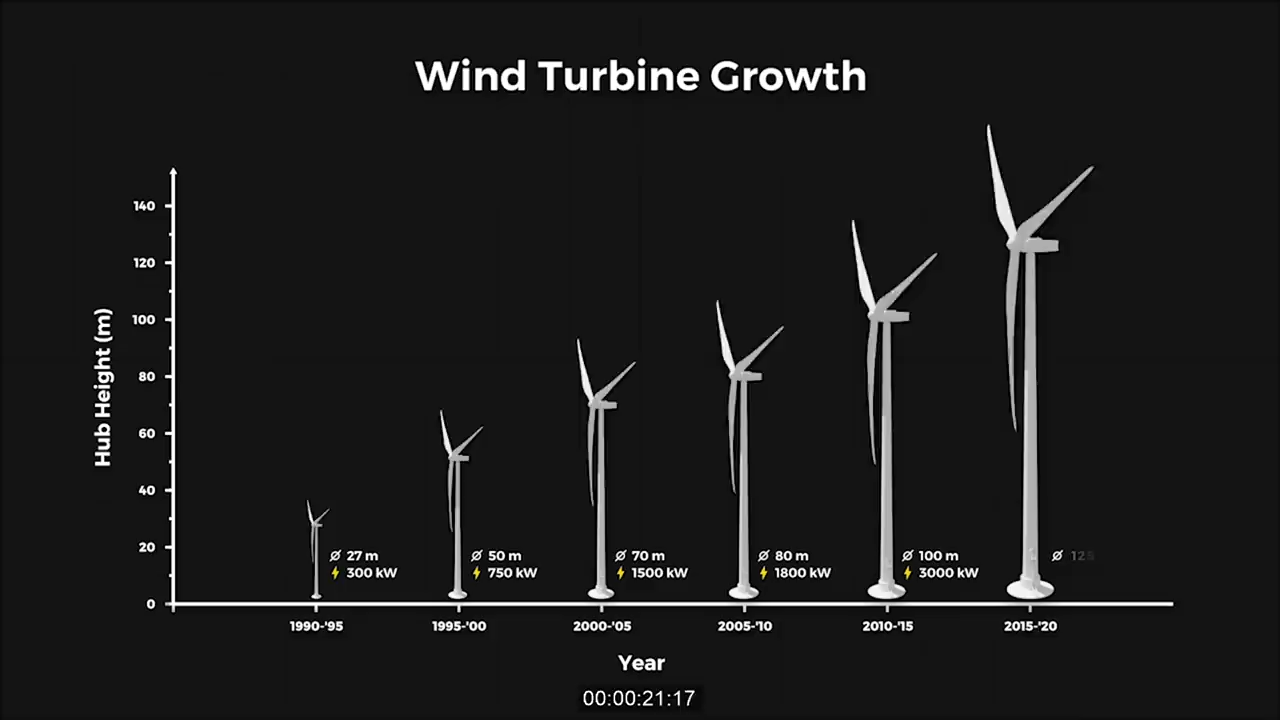 Wind Turbine Growth
Hub Height (m)
140
120
100
80
60
40
20
0
27 m
300 kW
50 m
750 kW
70 m
1500 kW
80 m
1800 kW
100 m
3000 kW
125
1990-'95
1995-'00
2000-'05
2005-'10
2010-'15
2015-'20
Year
00:00:21:17